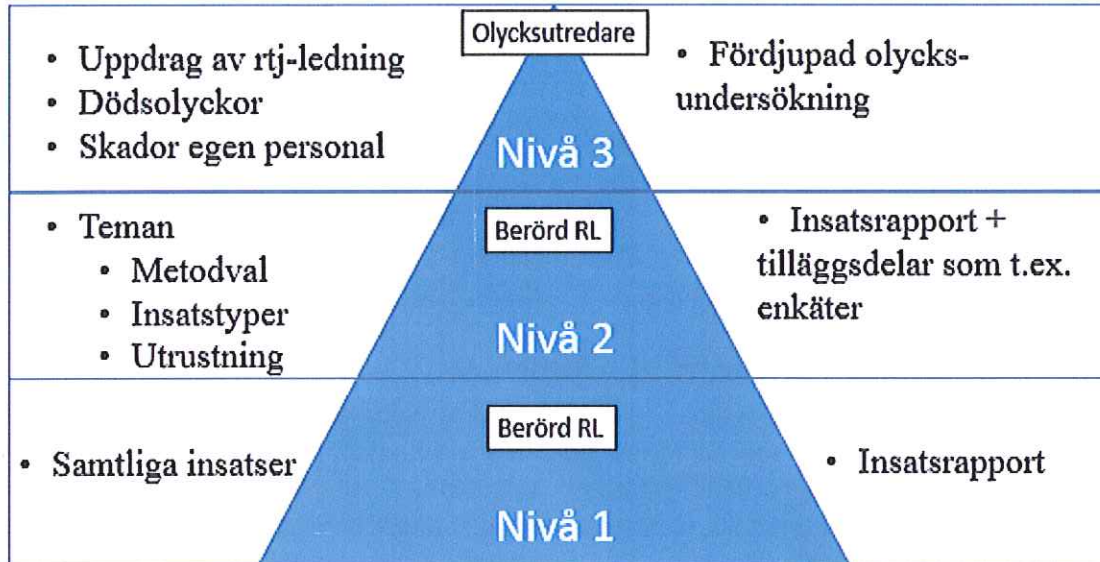 Olycksutredare
• Uppdrag av rtj-ledning
• Dödsolyckor
• Skador egen personal
Nivå 3
• Fördjupad olycks-
undersökning
• Teman
• Metodval
• Insatstyper
• Utrustning
Berörd RL
Nivå 2
• Insatsrapport +
tilläggsdelar som t.ex.
enkäter
• Samtliga insatser
Berörd RL
Nivå 1
• Insatsrapport